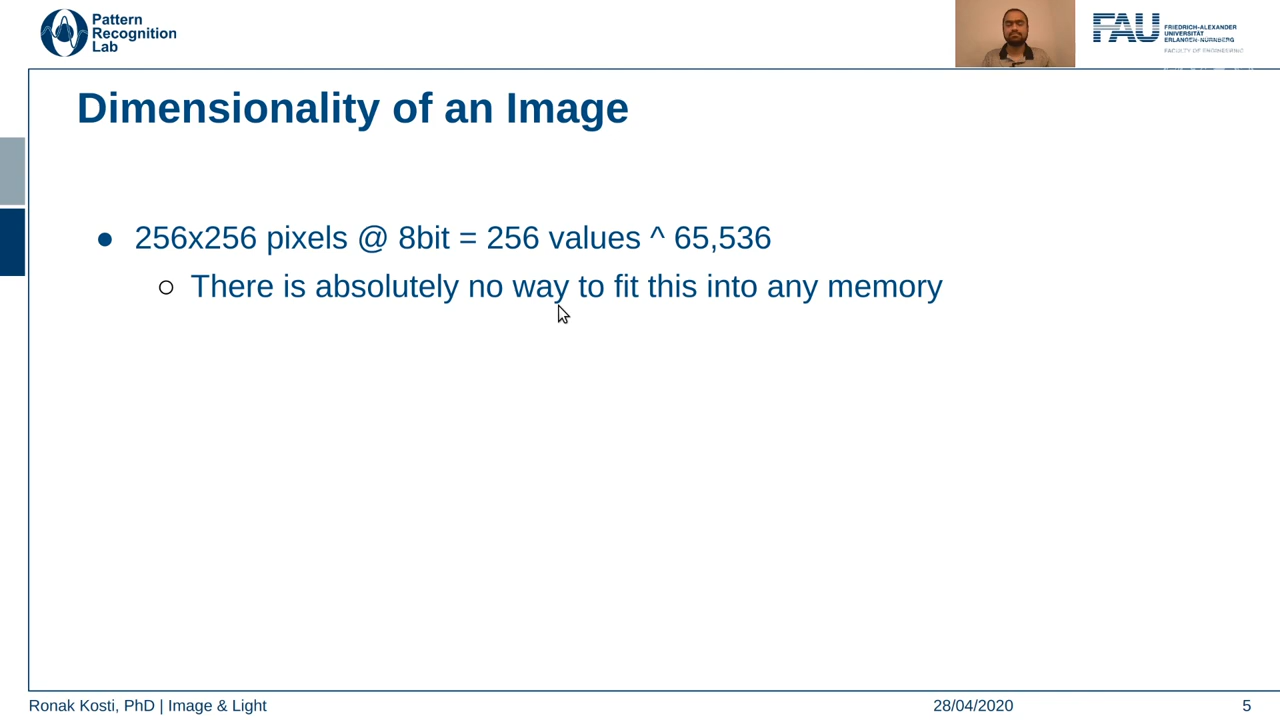 Pattern
Recognition
Lab
FAU
FRIEDRICH-ALEXANDER
UNIVERSITÄT
ERLANGEN-NÜRNBERG
FACULTY OF ENGINEERING
Dimensionality of an Image
● 256x256 pixels @ 8bit = 256 values ^ 65,536
○ There is absolutely no way to fit this into any memory
Ronak Kosti, PhD | Image & Light
28/04/2020
5